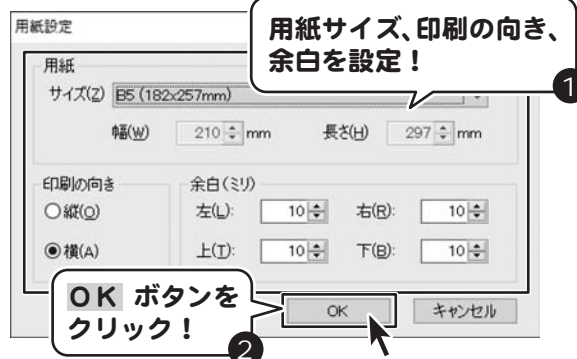 用紙設定
用紙サイズ、印刷の向き、
余白を設定！
1
用紙
サイズ(Z) B5 (182x257mm)
幅(W) 210 mm 長さ(H) 297 mm
印刷の向き 余白(ミリ)
縦(O) 左(L): 10 右(R): 10
横(A) 上(T): 10 下(B): 10
OK ボタンを
クリック！
2
OK キャンセル